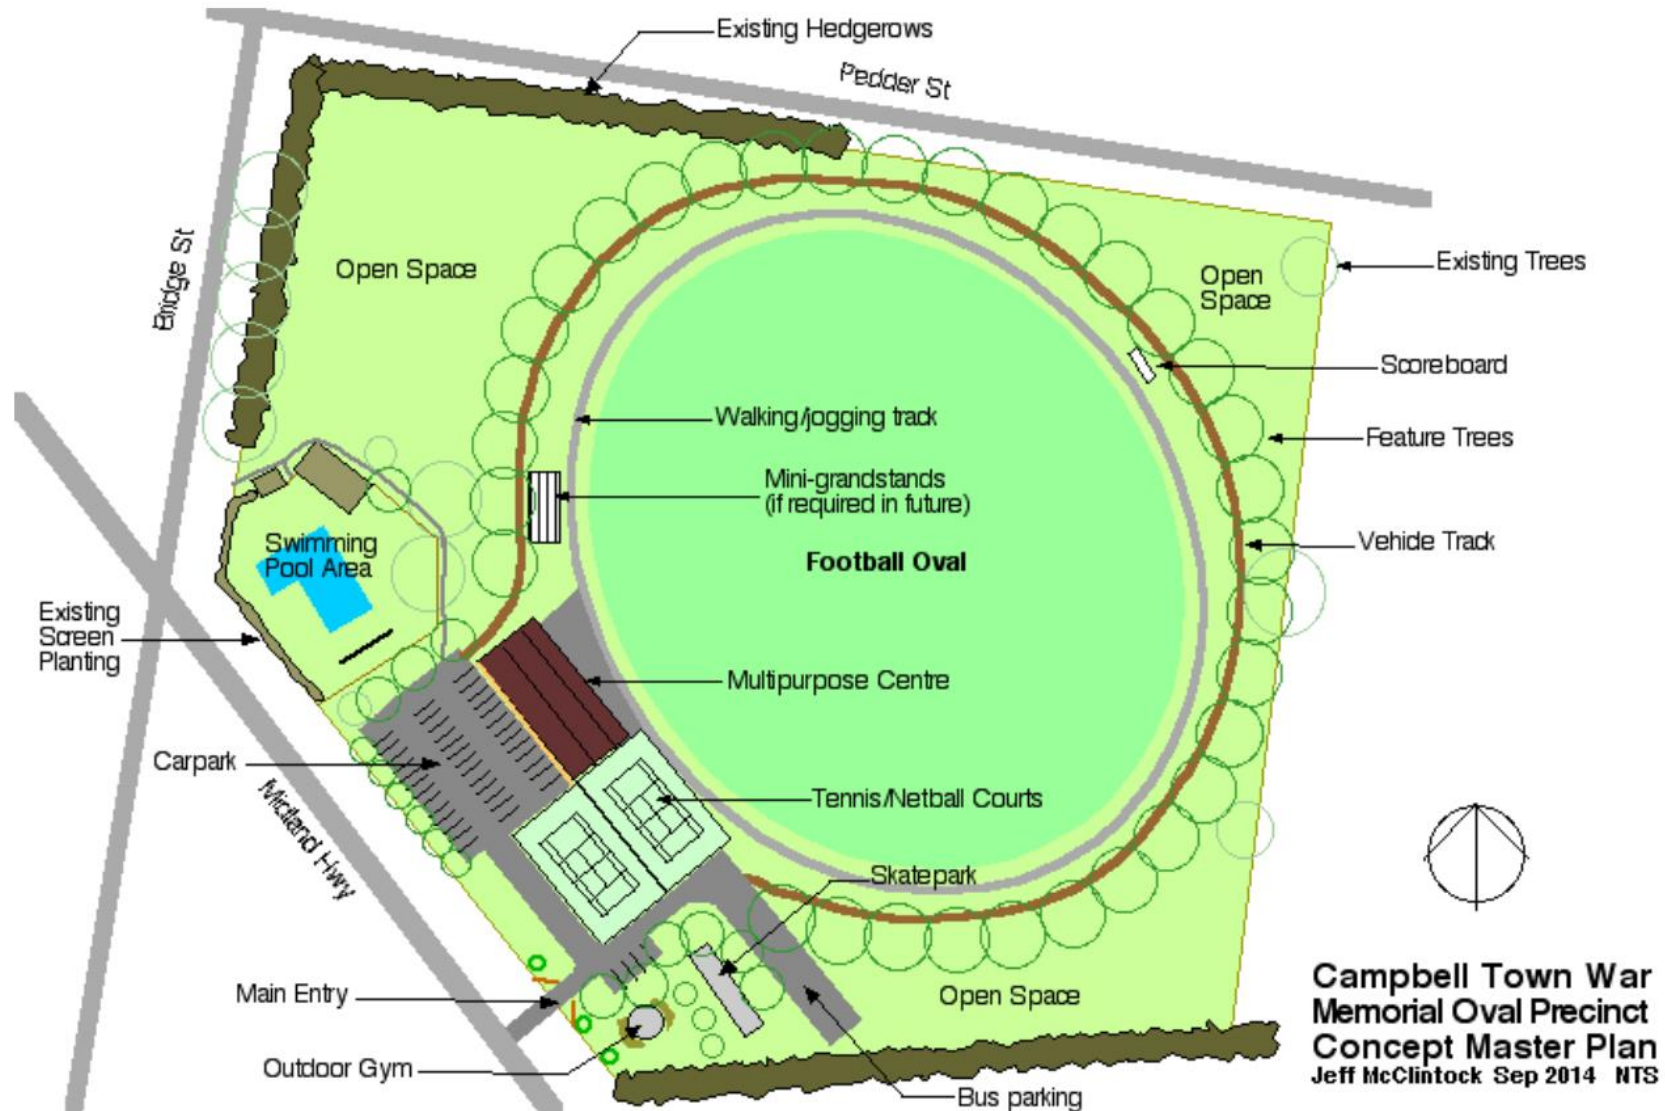 Existing Hedgerows
Pedder St
Bridge St
Open Space
Open
Space
Existing Trees
Scoreboard
Walking/jogging track
Feature Trees
Mini-grandstands
(if required in future)
Swimming
Pool Area
Football Oval
Vehicle Track
Existing
Screen
Planting
Multipurpose Centre
Carpark
Midland Hwy
Tennis/Netball Courts
Skatepark
Main Entry
Open Space
Outdoor Gym
Bus parking
Campbell Town War
Memorial Oval Precinct
Concept Master Plan
Jeff McClintock Sep 2014 NTS